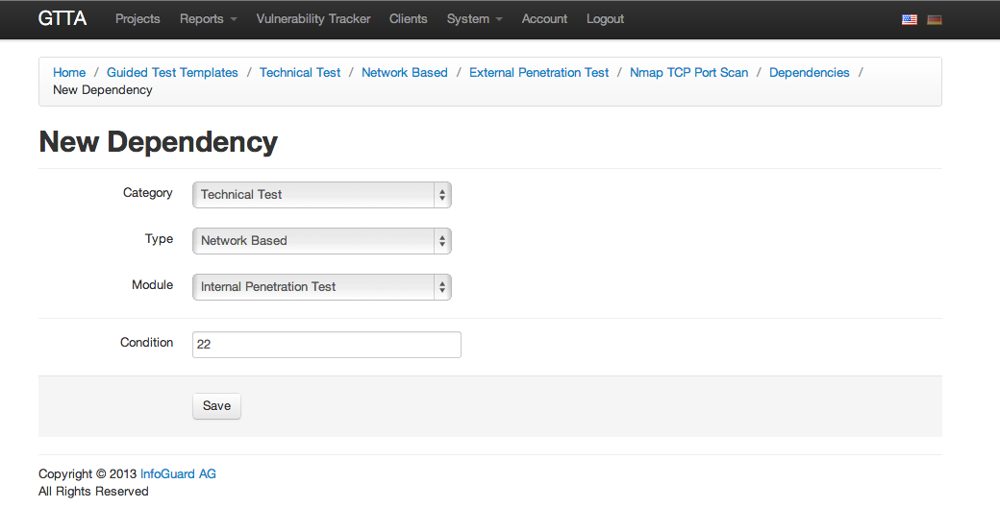 GTTA Projects Reports Vulnerability Tracker Clients System Account Logout
Home / Guided Test Templates / Technical Test / Network Based / External Penetration Test / Nmap TCP Port Scan / Dependencies /
New Dependency
New Dependency
Category Technical Test
Type Network Based
Module Internal Penetration Test
Condition 22
Save
Copyright © 2013 InfoGuard AG
All Rights Reserved